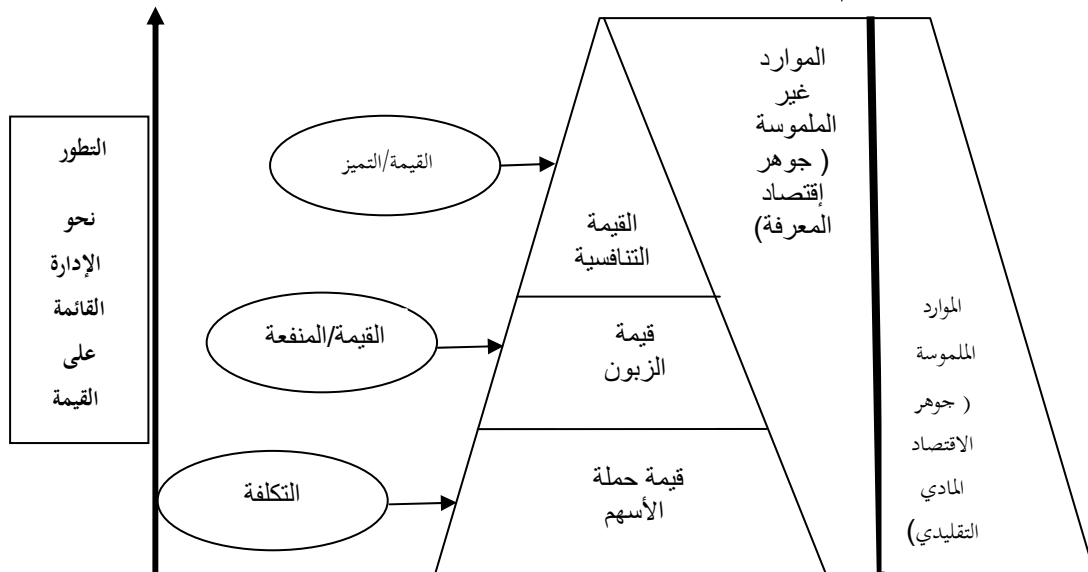 الموارد
غير
الملموسة
( جوهر
إقتصاد
المعرفة)
التطور
نحو
الإدارة
القائمة
على
القيمة
القيمة/التميز
القيمة
التنافسية
القيمة/المنفعة
قيمة
الزبون
الموارد
الملموسة
( جوهر
الاقتصاد
المادي
التقليدي)
التكلفة
قيمة حملة
الأسهم